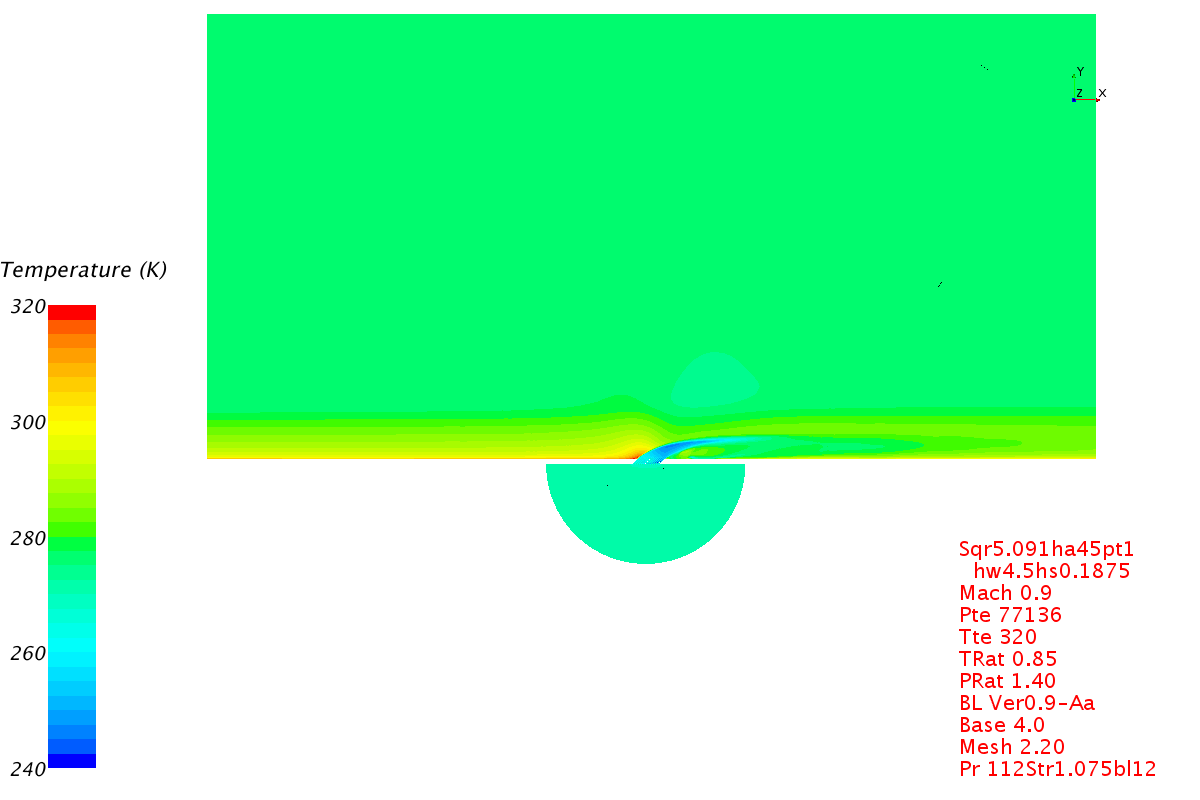 Y
Z X
Temperature (K)
320
300
280
260
240
Sqr5.091ha45pt1
hw4.5hs0.1875
Mach 0.9
Pte 77136
Tte 320
TRat 0.85
PRat 1.40
BL Ver0.9-Aa
Base 4.0
Mesh 2.20
Pr 112Str1.075bl12